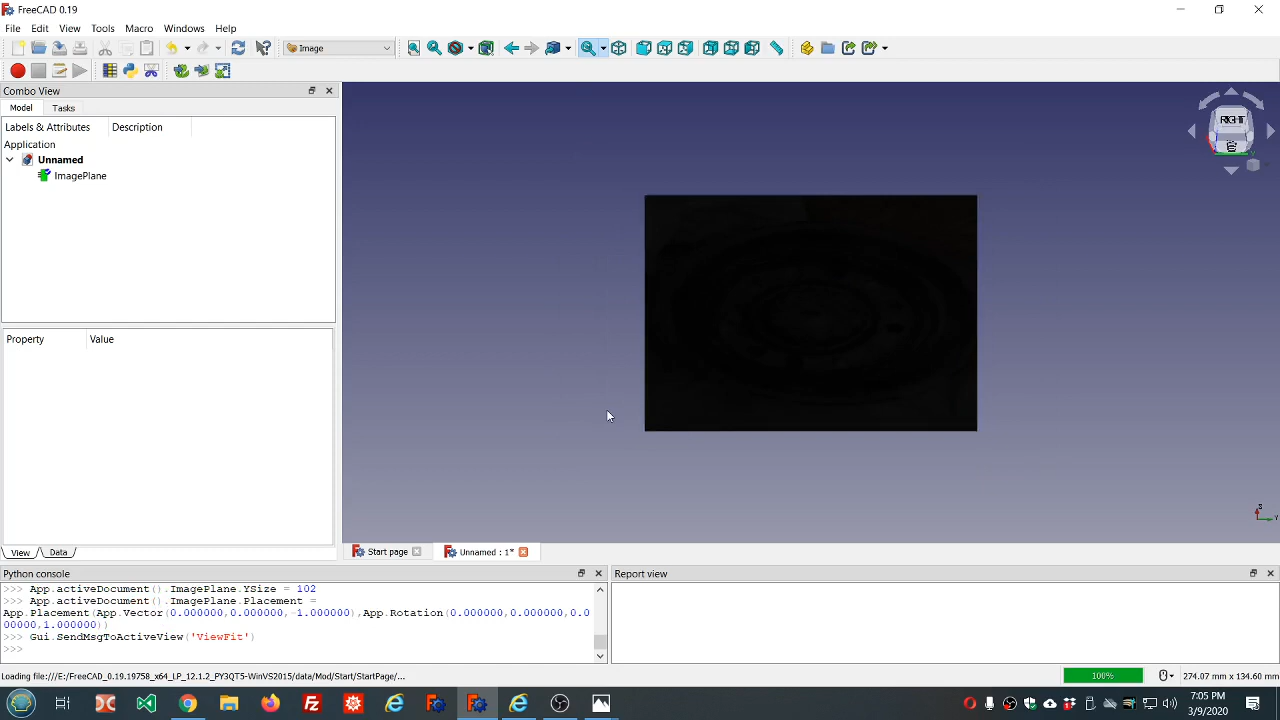 FreeCAD 0.19
File Edit View Tools Macro Windows Help
Image
Combo View
Model Tasks
Labels & Attributes Description
Application
Unnamed
ImagePlane
Property Value
View Data
RIGHT
Start page Unnamed : 1*
Python console
>>> App.activeDocument().ImagePlane.YSize = 102
>>> App.activeDocument().ImagePlane.Placement =
App.Placement(App.Vector(0.000000,0.000000,-1.000000),App.Rotation(0.000000,0.000000,0.0
00000,1.000000))
>>> Gui.SendMsgToActiveView('ViewFit')
>>>
Report view
Loading file:///E:/FreeCAD_0.19.19758_x64_LP_12.1.2_PY3QT5-WinVS2015/data/Mod/Start/StartPage/...
100%
274.07 mm x 134.60 mm
7:05 PM
3/9/2020